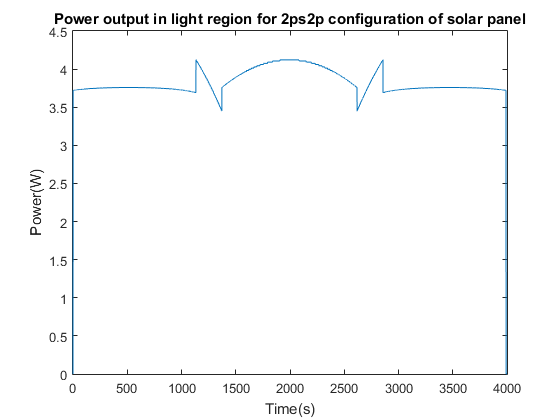 Power output in light region for 2ps2p configuration of solar panel
4.5
4
3.5
3
2.5
2
1.5
1
0.5
0
Power(W)
0 500 1000 1500 2000 2500 3000 3500 4000
Time(s)